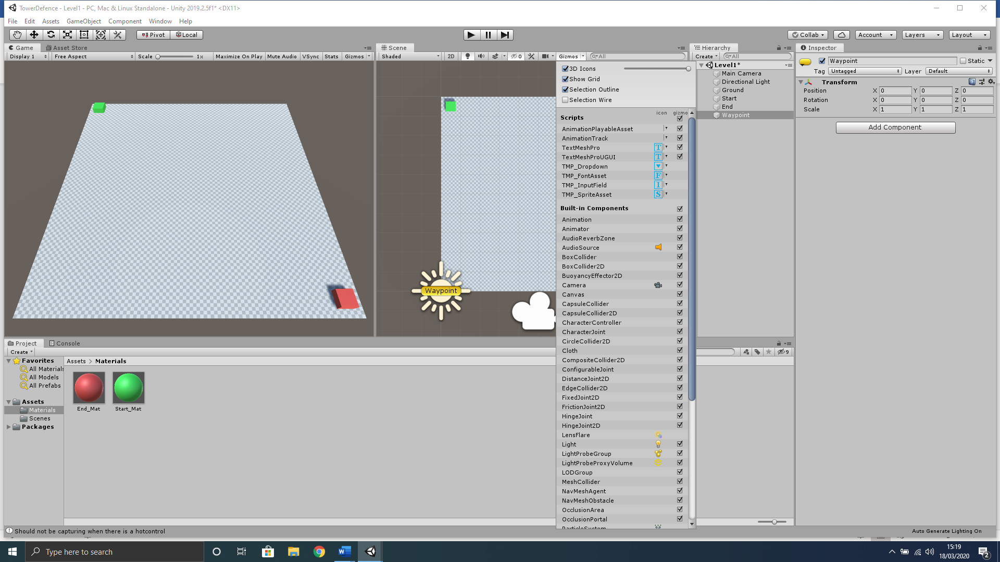 TowerDefence - Level1 - PC, Mac & Linux Standalone - Unity 2019.2.5f1* <DX11>
File Edit Assets GameObject Component Window Help
Pivot Local
Collab Account Layers Layout
Game Asset Store
Display 1 Free Aspect Scale 1x Maximize On Play Mute Audio VSync Stats Gizmos
Scene
Shaded 2D 0 Gizmos All
3D Icons
Show Grid
Selection Outline
Selection Wire
icon gizmo
Scripts
AnimationPlayableAsset
AnimationTrack
TextMeshPro T
TextMeshProUGUI T
TMP_Dropdown
TMP_FontAsset F
TMP_InputField I
TMP_SpriteAsset S
Built-in Components
Animation
Animator
AudioReverbZone
AudioSource
BoxCollider
BoxCollider2D
BuoyancyEffector2D
Camera
Canvas
CapsuleCollider
CapsuleCollider2D
CharacterController
CharacterJoint
CircleCollider2D
Cloth
CompositeCollider2D
ConfigurableJoint
DistanceJoint2D
EdgeCollider2D
FixedJoint2D
FrictionJoint2D
HingeJoint
HingeJoint2D
LensFlare
Light
LightProbeGroup
LightProbeProxyVolume
LODGroup
MeshCollider
NavMeshAgent
NavMeshObstacle
OcclusionArea
OcclusionPortal
ParticleSystem
Waypoint
Hierarchy
Create All
Level1*
Main Camera
Directional Light
Ground
Start
End
Waypoint
Inspector
Waypoint Static
Tag Untagged Layer Default
Transform
Position X 0 Y 0 Z 0
Rotation X 0 Y 0 Z 0
Scale X 1 Y 1 Z 1
Add Component
Project Console
Create
9
Favorites
All Materials
All Models
All Prefabs
Assets
Materials
Scenes
Packages
Assets > Materials
End_Mat Start_Mat
Should not be capturing when there is a hotcontrol
Auto Generate Lighting On
Type here to search
W
15:19
18/03/2020
2